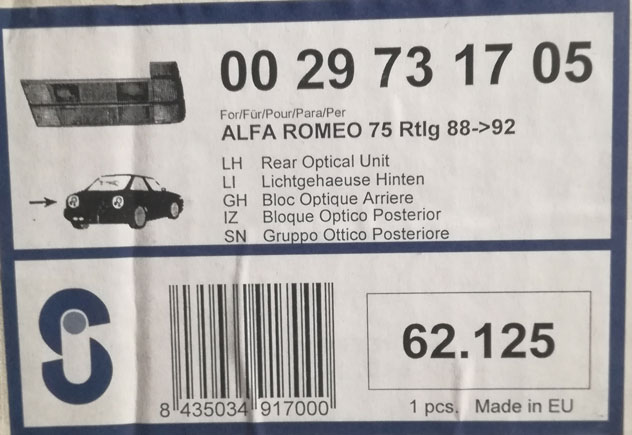 00 29 73 17 05
For/Für/Pour/Para/Per
ALFA ROMEO 75 Rtlg 88->92
LH Rear Optical Unit
LI Lichtgehaeuse Hinten
GH Bloc Optique Arriere
IZ Bloque Optico Posterior
SN Gruppo Ottico Posteriore
62.125
8 435034 917000
1 pcs. Made in EU